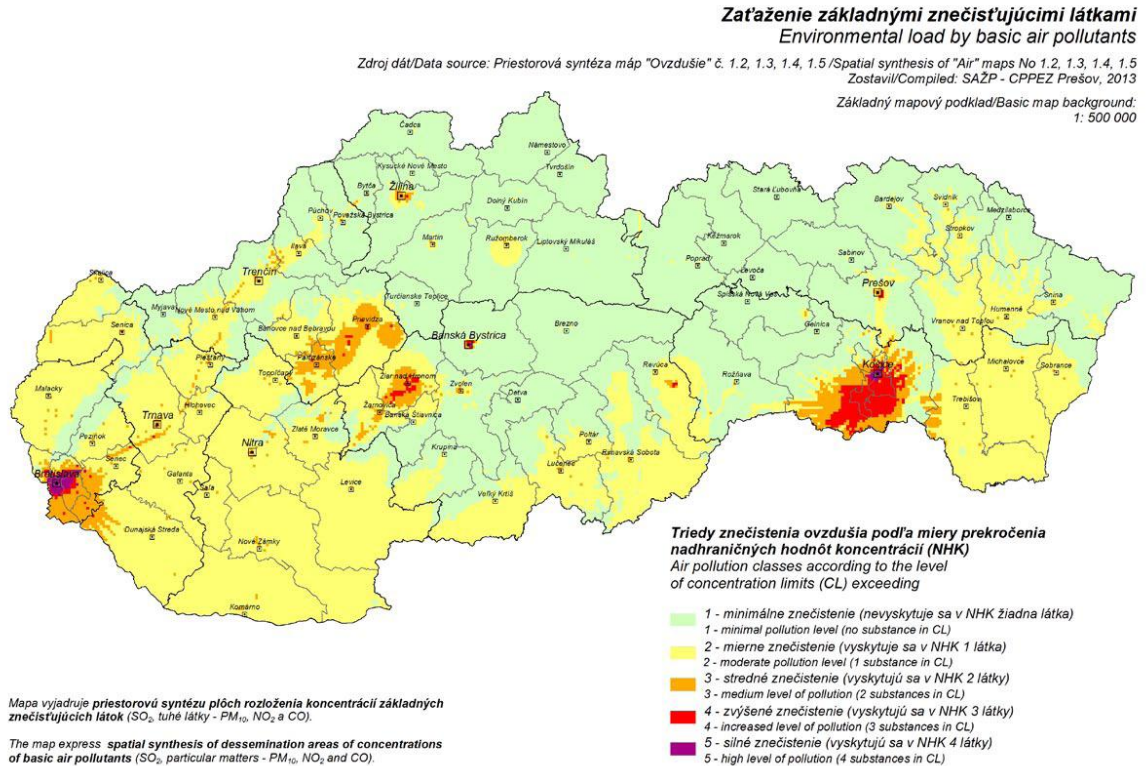 Zaťaženie základnými znečisťujúcimi látkami
Environmental load by basic air pollutants
Zdroj dát/Data source: Priestorová syntéza máp "Ovzdušie" č. 1.2, 1.3, 1.4, 1.5 /Spatial synthesis of "Air" maps No 1.2, 1.3, 1.4, 1.5
Zostavil/Compiled: SAŽP - CPPEZ Prešov, 2013
Základný mapový podklad/Basic map background:
1: 500 000
Čadca
Námestovo
Kysucké Nové Mesto
Tvrdošín
Bytča
Žilina
Stará Ľubovňa
Dolný Kubín
Bardejov
Svidník
Medzilaborce
Púchov
Považská Bystrica
Stropkov
Martin
Ružomberok
Liptovský Mikuláš
Kežmarok
Ilava
Sabinov
Poprad
Levoča
Trenčín
Skalica
Prešov
Turčianske Teplice
Spišská Nová Ves
Snina
Myjava
Nové Mesto nad Váhom
Humenné
Senica
Prievidza
Bánovce nad Bebravou
Banská Bystrica
Brezno
Gelnica
Vranov nad Topľou
Piešťany
Partizánske
Michalovce
Sobrance
Topoľčany
Žiar nad Hronom
Zvolen
Revúca
Rožňava
Košice
Malacky
Detva
Hlohovec
Žarnovica
Banská Štiavnica
Trebišov
Trnava
Zlaté Moravce
Pezinok
Nitra
Krupina
Poltár
Rimavská Sobota
Senec
Lučenec
Bratislava
Galanta
Šaľa
Levice
Veľký Krtíš
Dunajská Streda
Nové Zámky
Komárno
Triedy znečistenia ovzdušia podľa miery prekročenia
nadhraničných hodnôt koncentrácií (NHK)
Air pollution classes according to the level
of concentration limits (CL) exceeding
1 - minimálne znečistenie (nevyskytuje sa v NHK žiadna látka)
1 - minimal pollution level (no substance in CL)
2 - mierne znečistenie (vyskytuje sa v NHK 1 látka)
2 - moderate pollution level (1 substance in CL)
3 - stredné znečistenie (vyskytujú sa v NHK 2 látky)
3 - medium level of pollution (2 substances in CL)
4 - zvýšené znečistenie (vyskytujú sa v NHK 3 látky)
4 - increased level of pollution (3 substances in CL)
5 - silné znečistenie (vyskytujú sa v NHK 4 látky)
5 - high level of pollution (4 substances in CL)
Mapa vyjadruje priestorovú syntézu plôch rozloženia koncentrácií základných
znečisťujúcich látok (SO₂, tuhé látky - PM₁₀, NO₂ a CO).
The map express spatial synthesis of dessemination areas of concentrations
of basic air pollutants (SO₂, particular matters - PM₁₀, NO₂ and CO).